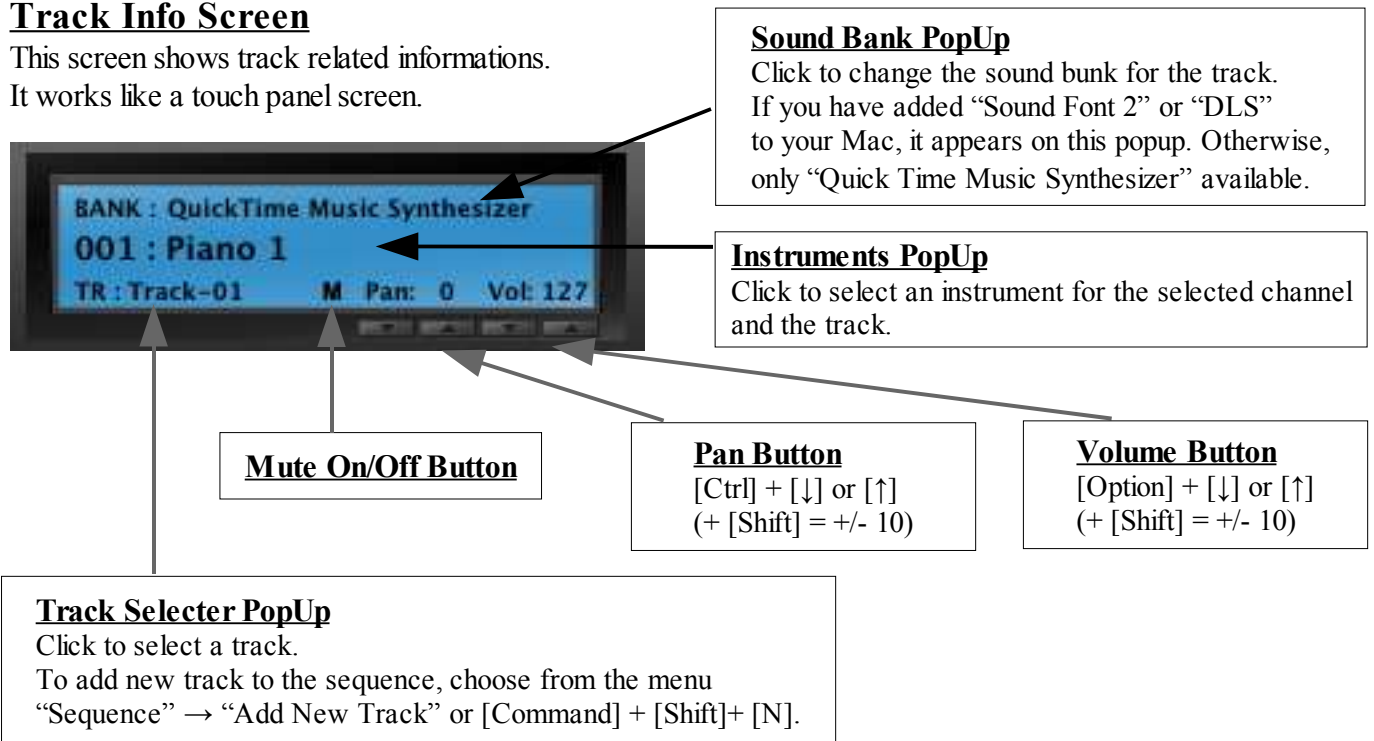 Track Info Screen
This screen shows track related informations.
It works like a touch panel screen.
Sound Bank PopUp
Click to change the sound bunk for the track.
If you have added “Sound Font 2” or “DLS”
to your Mac, it appears on this popup. Otherwise,
only “Quick Time Music Synthesizer” available.
BANK : QuickTime Music Synthesizer
001 : Piano 1
TR : Track-01 M Pan: 0 Vol: 127
Instruments PopUp
Click to select an instrument for the selected channel
and the track.
Mute On/Off Button
Pan Button
[Ctrl] + [↓] or [↑]
(+ [Shift] = +/- 10)
Volume Button
[Option] + [↓] or [↑]
(+ [Shift] = +/- 10)
Track Selecter PopUp
Click to select a track.
To add new track to the sequence, choose from the menu
“Sequence” → “Add New Track” or [Command] + [Shift]+ [N].